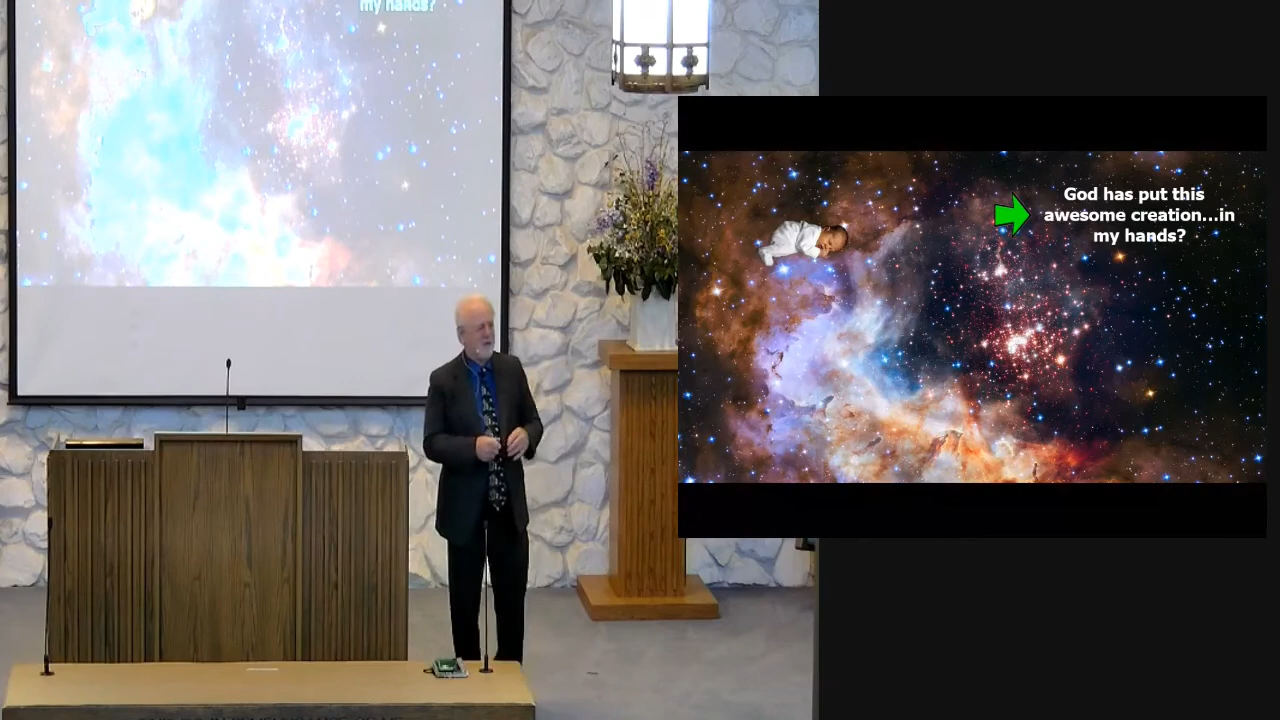 my hands?
God has put this
awesome creation...in
my hands?